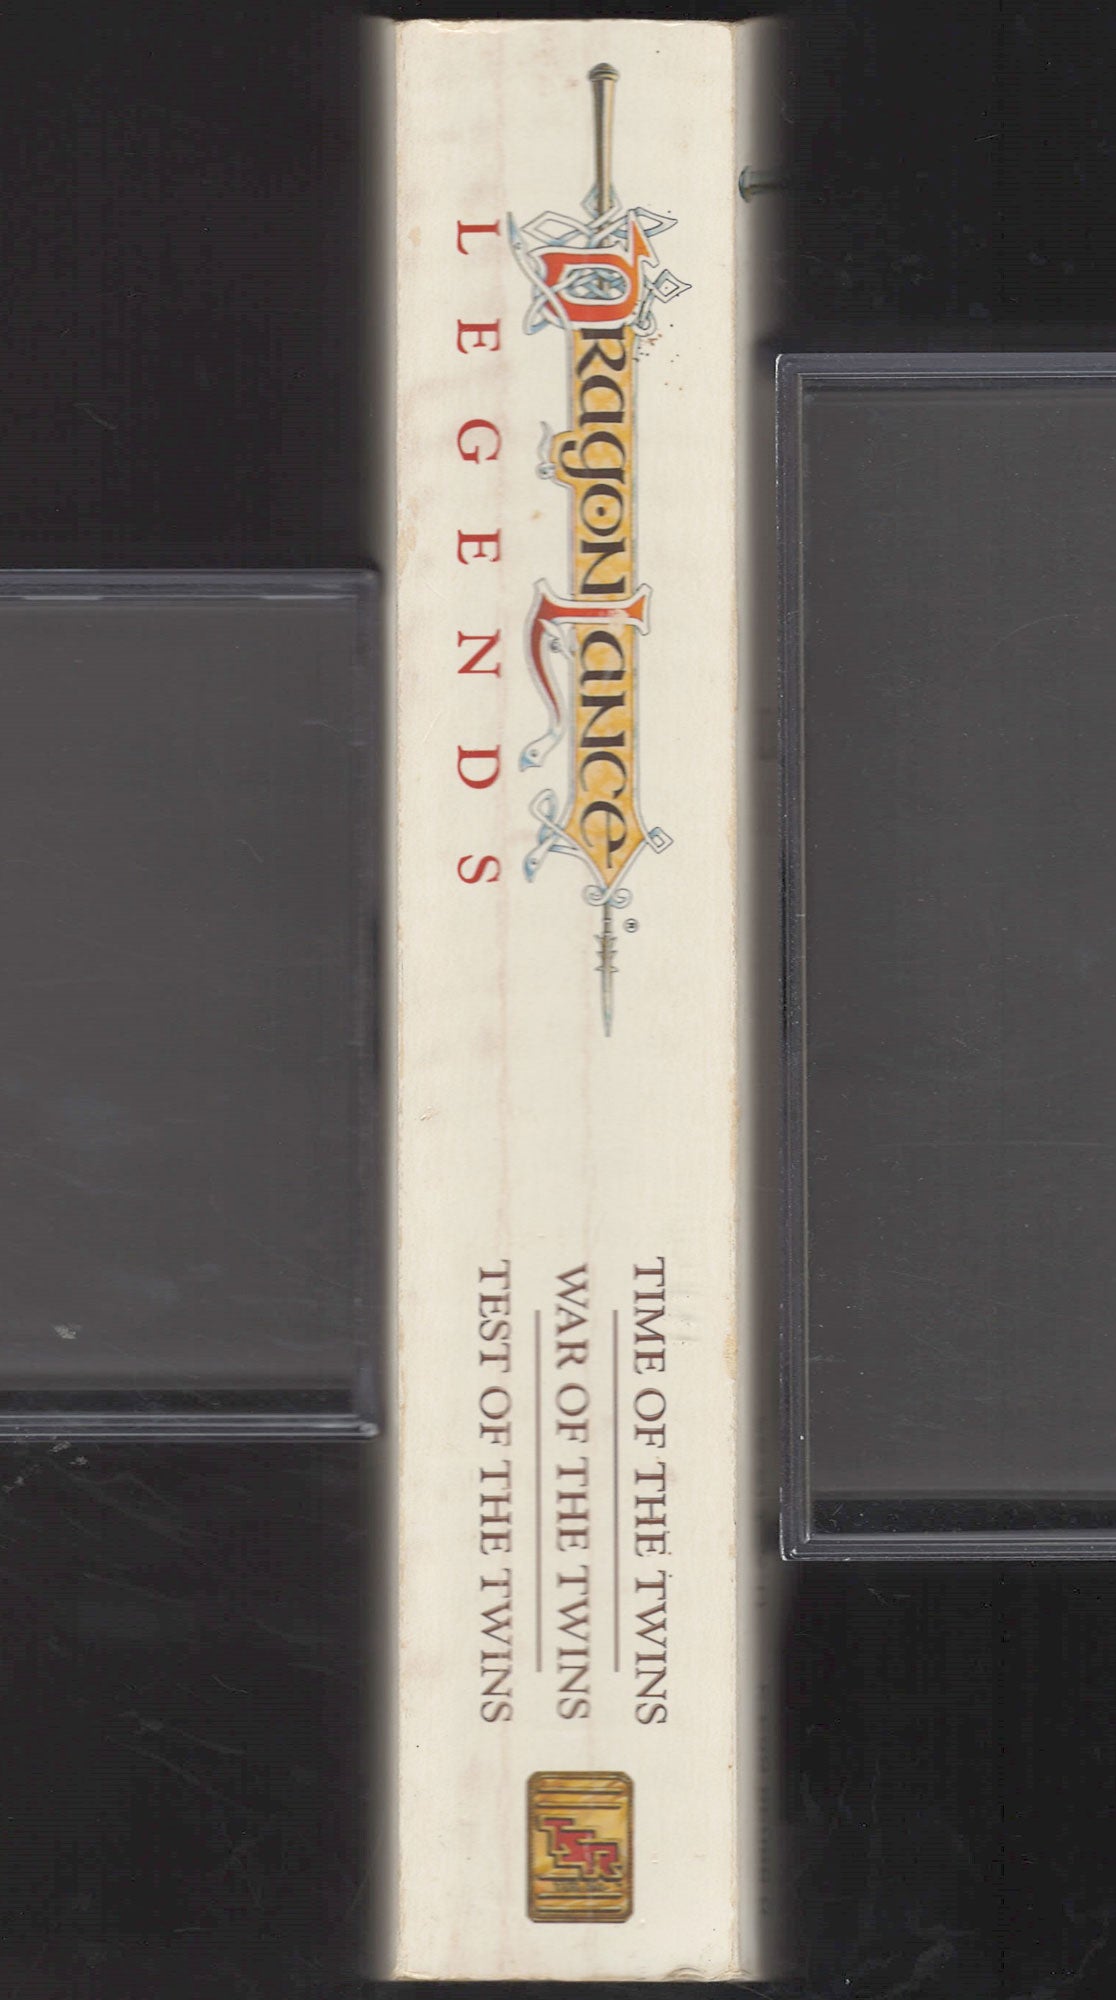 DRAGONLANCE®
LEGENDS
TIME OF THE TWINS
WAR OF THE TWINS
TEST OF THE TWINS
TSR